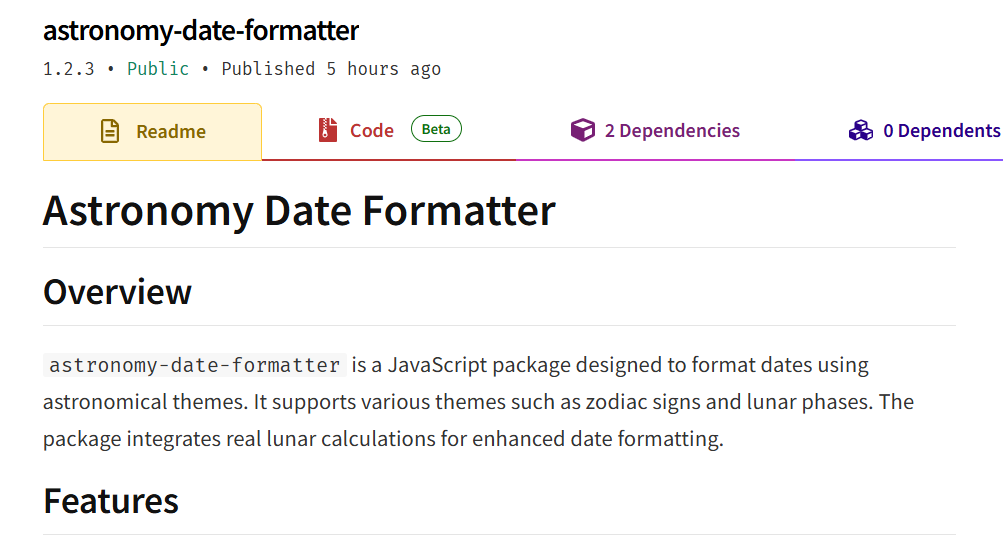 astronomy-date-formatter
1.2.3 • Public • Published 5 hours ago
Readme
Code Beta
2 Dependencies
0 Dependents
Astronomy Date Formatter
Overview
astronomy-date-formatter is a JavaScript package designed to format dates using
astronomical themes. It supports various themes such as zodiac signs and lunar phases. The
package integrates real lunar calculations for enhanced date formatting.
Features